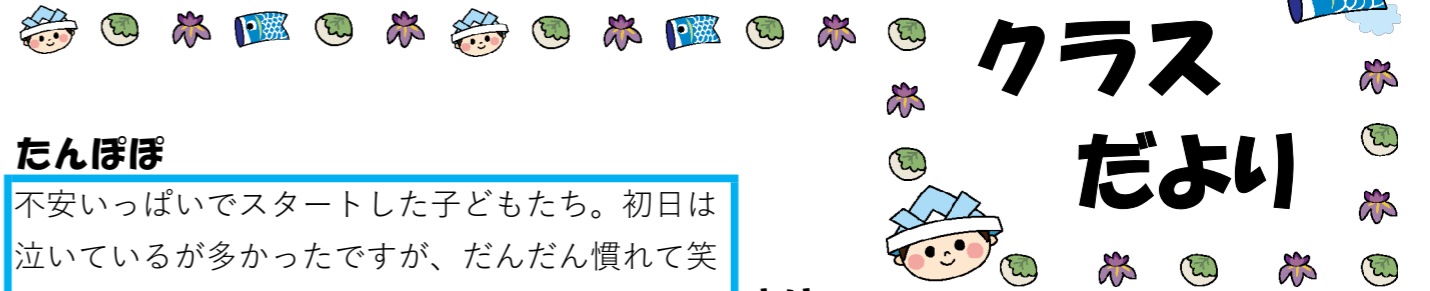 クラス
だより
たんぽぽ
不安いっぱいでスタートした子どもたち。初日は
泣いているが多かったですが、だんだん慣れて笑